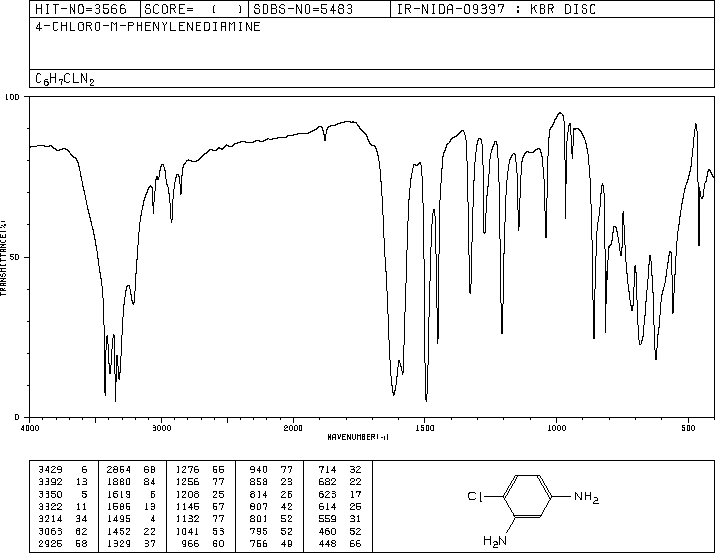 HIT-NO=3566 SCORE= ( ) SDBS-NO=5483 IR-NIDA-09397 : KBR DISC
4-CHLORO-M-PHENYLENEDIAMINE
C6H7CLN2
100
50
0
TRANSMITTANCE(%)
4000 3000 2000 1500 1000 500
WAVENUMBER(-1)
3429 6 2864 68 1276 56 940 77 714 32
3392 13 1880 84 1256 77 858 23 682 22
3350 5 1619 6 1208 25 814 26 623 17
3322 11 1586 13 1145 57 807 42 614 25
3214 34 1495 4 1132 77 801 52 559 31
3063 62 1452 22 1041 53 795 52 460 52
2925 58 1329 37 966 60 756 49 448 66
Cl
NH2
H2N